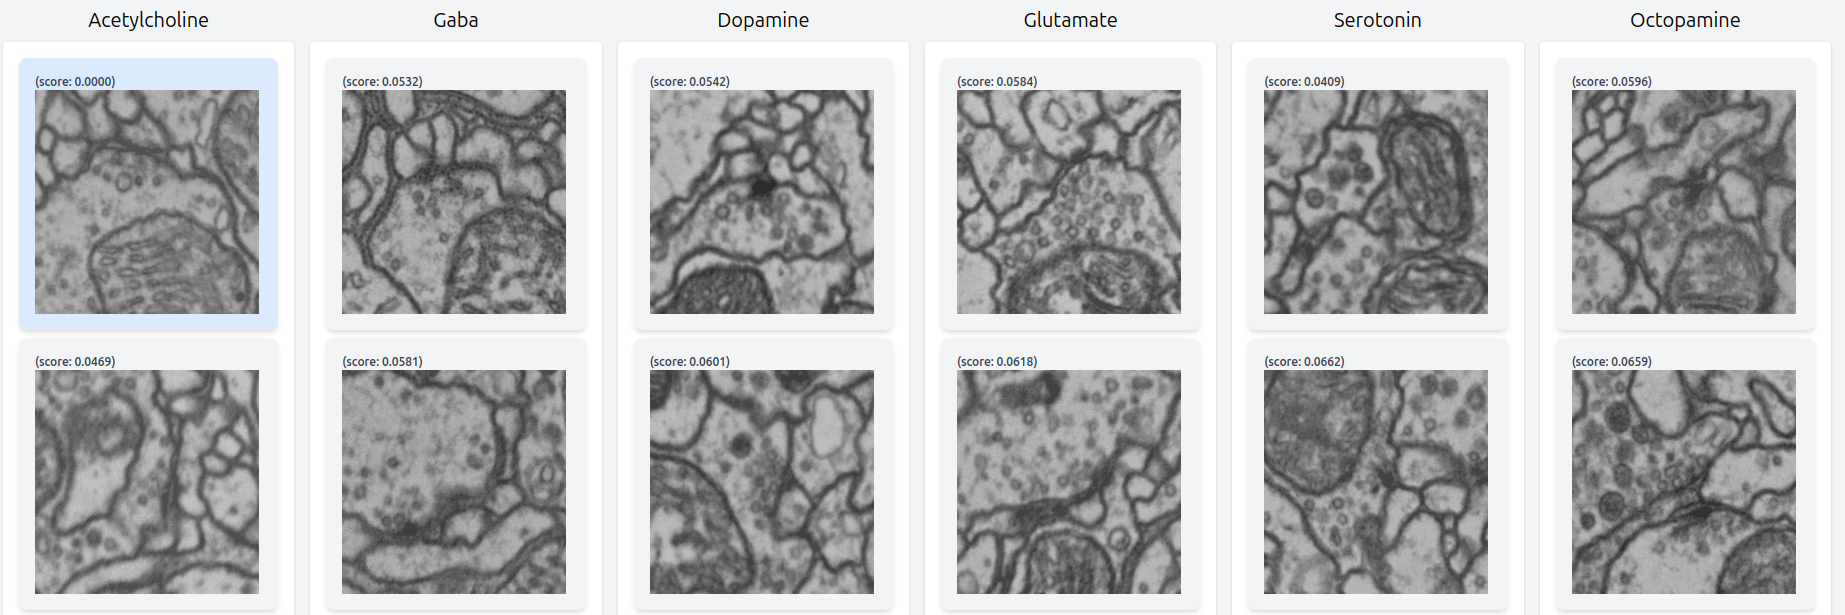 Acetylcholine Gaba Dopamine Glutamate Serotonin Octopamine
(score: 0.0000) (score: 0.0532) (score: 0.0542) (score: 0.0584) (score: 0.0409) (score: 0.0596)
(score: 0.0469) (score: 0.0581) (score: 0.0601) (score: 0.0618) (score: 0.0662) (score: 0.0659)